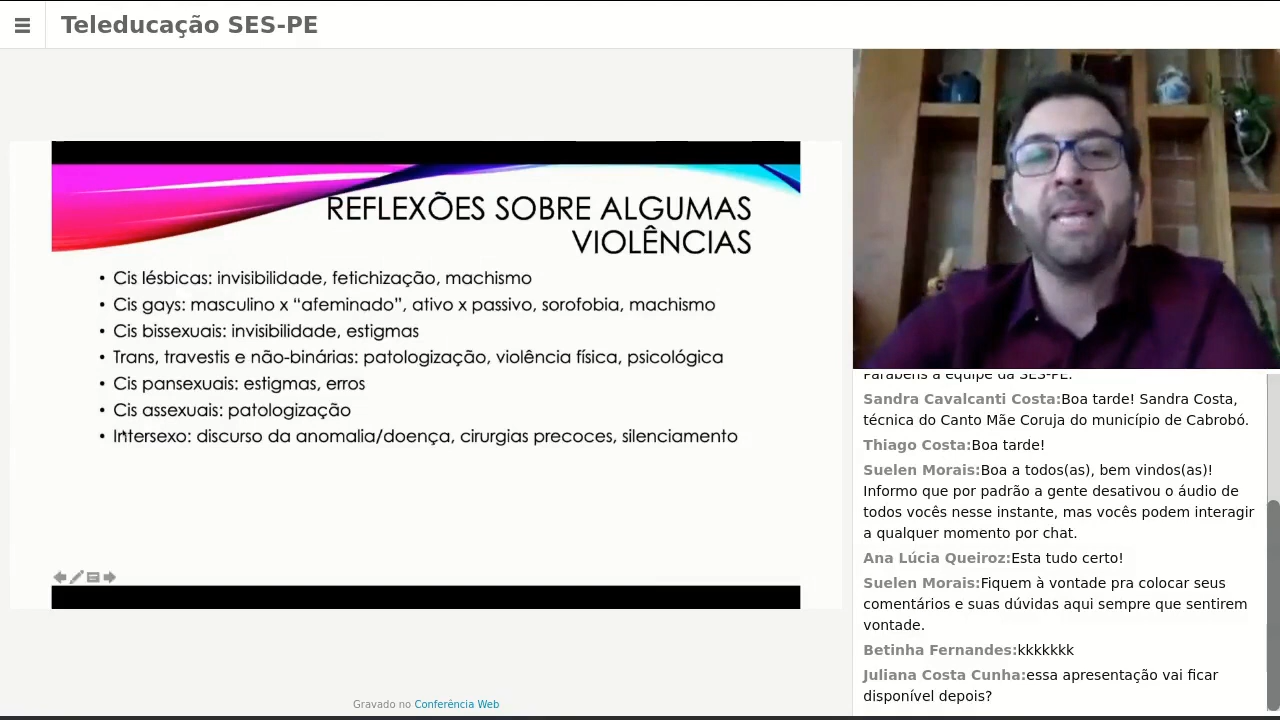 Teleducação SES-PE
REFLEXÕES SOBRE ALGUMAS
VIOLÊNCIAS
• Cis lésbicas: invisibilidade, fetichização, machismo
• Cis gays: masculino x “afeminado”, ativo x passivo, sorofobia, machismo
• Cis bissexuais: invisibilidade, estigmas
• Trans, travestis e não-binárias: patologização, violência física, psicológica
• Cis pansexuais: estigmas, erros
• Cis assexuais: patologização
• Intersexo: discurso da anomalia/doença, cirurgias precoces, silenciamento
Gravado no Conferência Web
Parabéns a equipe da SES-PE.
Sandra Cavalcanti Costa:Boa tarde! Sandra Costa,
técnica do Canto Mãe Coruja do município de Cabrobó.
Thiago Costa:Boa tarde!
Suelen Morais:Boa a todos(as), bem vindos(as)!
Informo que por padrão a gente desativou o áudio de
todos vocês nesse instante, mas vocês podem interagir
a qualquer momento por chat.
Ana Lúcia Queiroz:Esta tudo certo!
Suelen Morais:Fiquem à vontade pra colocar seus
comentários e suas dúvidas aqui sempre que sentirem
vontade.
Betinha Fernandes:kkkkkkk
Juliana Costa Cunha:essa apresentação vai ficar
disponível depois?